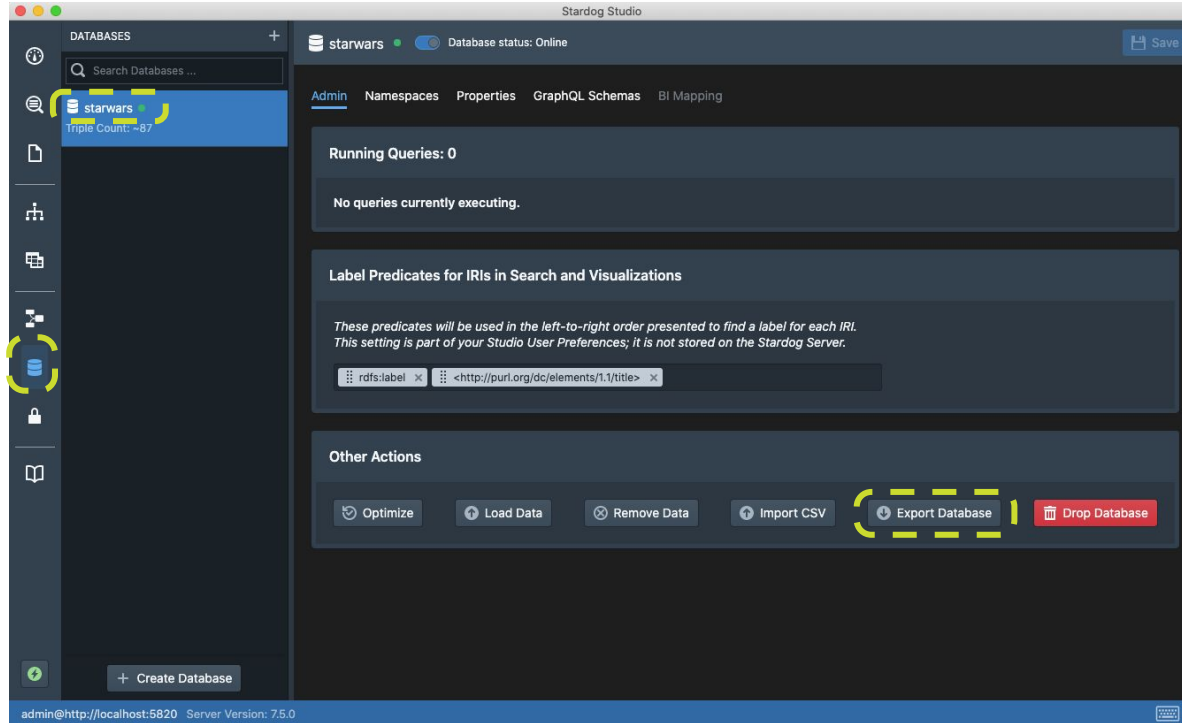 Stardog Studio
DATABASES
Search Databases ...
starwars
Triple Count: ~87
Create Database
starwars
Database status: Online
Save
Admin Namespaces Properties GraphQL Schemas BI Mapping
Running Queries: 0
No queries currently executing.
Label Predicates for IRIs in Search and Visualizations
These predicates will be used in the left-to-right order presented to find a label for each IRI.
This setting is part of your Studio User Preferences; it is not stored on the Stardog Server.
rdfs:label × <http://purl.org/dc/elements/1.1/title> ×
Other Actions
Optimize Load Data Remove Data Import CSV Export Database Drop Database
admin@http://localhost:5820 Server Version: 7.5.0